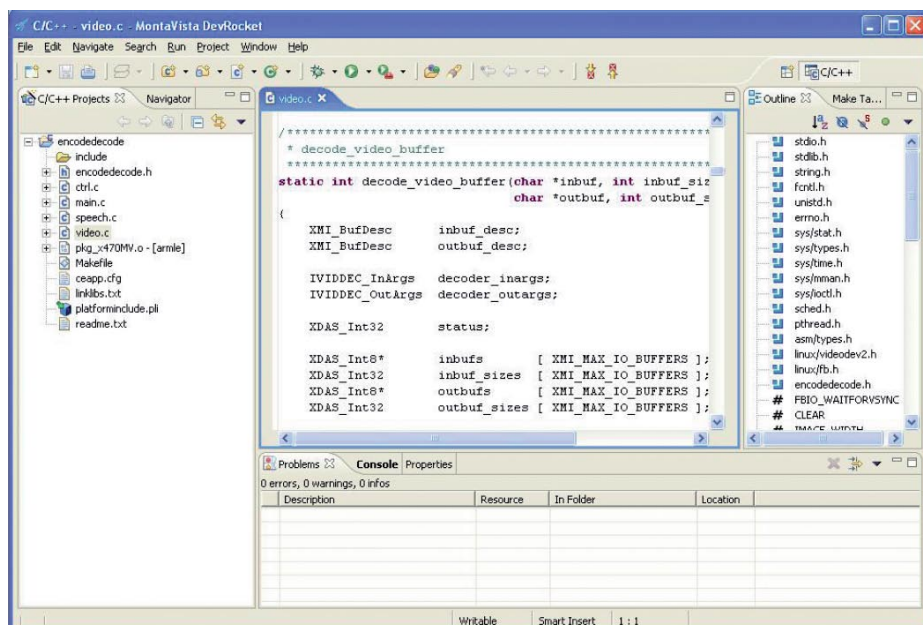 C/C++ - video.c - MontaVista DevRocket
File Edit Navigate Search Run Project Window Help
C/C++
C/C++ Projects Navigator
encodedecode
include
encodedecode.h
ctrl.c
main.c
speech.c
video.c
pkg_x470MV.o - [armle]
Makefile
ceapp.cfg
linklibs.txt
platforminclude.pli
readme.txt
video.c
/*********************************************************
* decode_video_buffer
*********************************************************
static int decode_video_buffer(char *inbuf, int inbuf_siz
char *outbuf, int outbuf_s
{
XMI_BufDesc inbuf_desc;
XMI_BufDesc outbuf_desc;
IVIDDEC_InArgs decoder_inargs;
IVIDDEC_OutArgs decoder_outargs;
XDAS_Int32 status;
XDAS_Int8* inbufs [ XMI_MAX_IO_BUFFERS ];
XDAS_Int32 inbuf_sizes [ XMI_MAX_IO_BUFFERS ];
XDAS_Int8* outbufs [ XMI_MAX_IO_BUFFERS ];
XDAS_Int32 outbuf_sizes [ XMI_MAX_IO_BUFFERS ];
Outline Make Ta...
stdio.h
stdlib.h
string.h
fcntl.h
unistd.h
errno.h
sys/stat.h
sys/types.h
sys/time.h
sys/mman.h
sys/ioctl.h
sched.h
pthread.h
asm/types.h
linux/videodev2.h
linux/fb.h
encodedecode.h
# FBIO_WAITFORVSYNC
# CLEAR
# IMAGE_WIDTH
Problems Console Properties
0 errors, 0 warnings, 0 infos
Description Resource In Folder Location
Writable Smart Insert 1 : 1